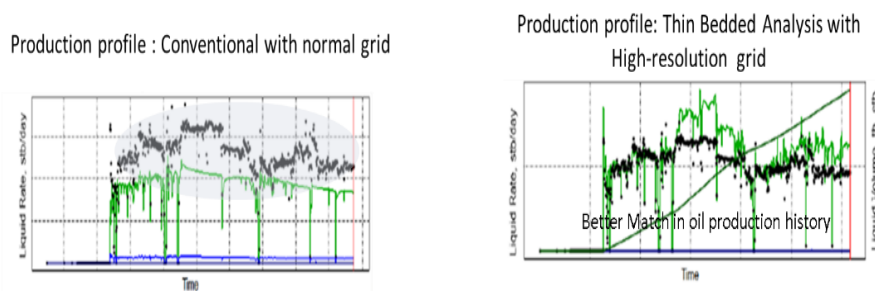 Production profile : Conventional with normal grid
Liquid Rate, stb/day
Time
Production profile: Thin Bedded Analysis with
High-resolution grid
Liquid Rate, stb/day
Better Match in oil production history
Time